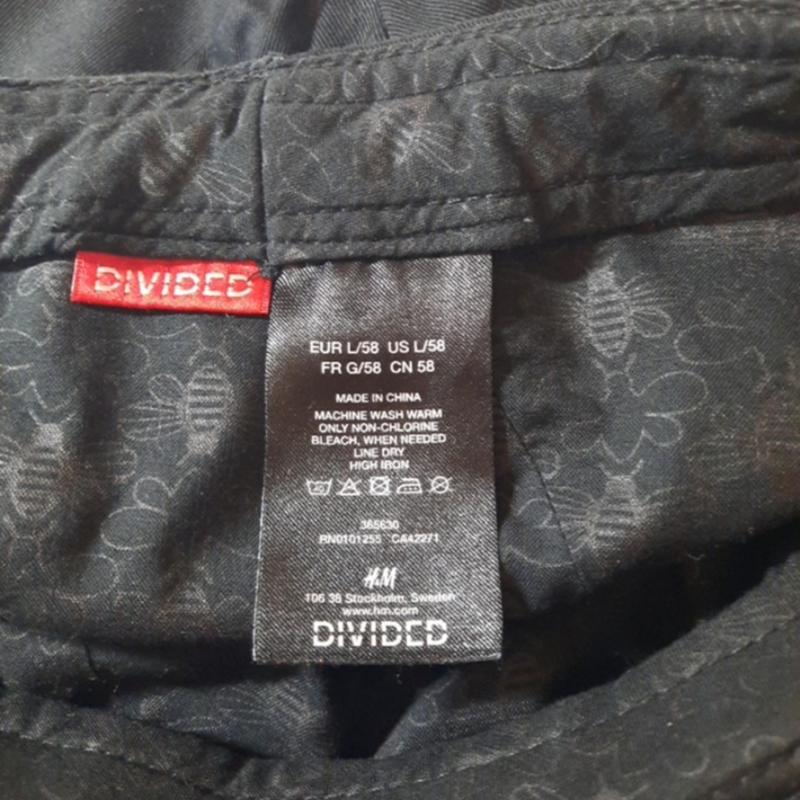 DIVIDED
EUR L/58 US L/58
FR G/58 CN 58
MADE IN CHINA
MACHINE WASH WARM
ONLY NON-CHLORINE
BLEACH, WHEN NEEDED
LINE DRY
HIGH IRON
365630
RN0101255 CA42271
H&M
106 38 Stockholm, Sweden
www.hm.com
DIVIDED